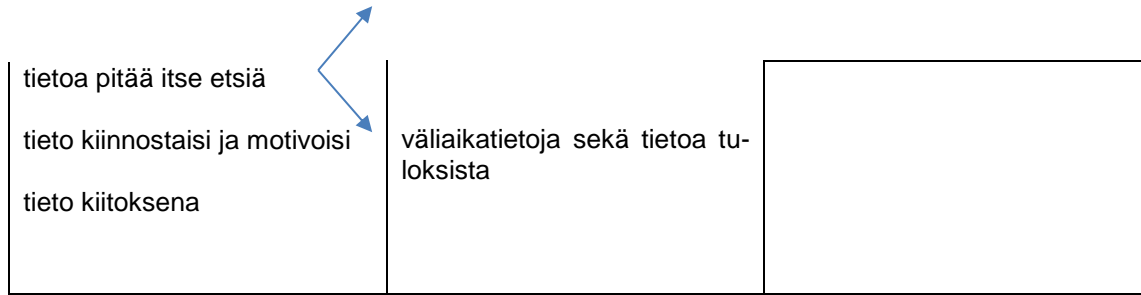 tietoa pitää itse etsiä
tieto kiinnostaisi ja motivoisi
tieto kiitoksena
väliaikatietoja sekä tietoa tu-
loksista